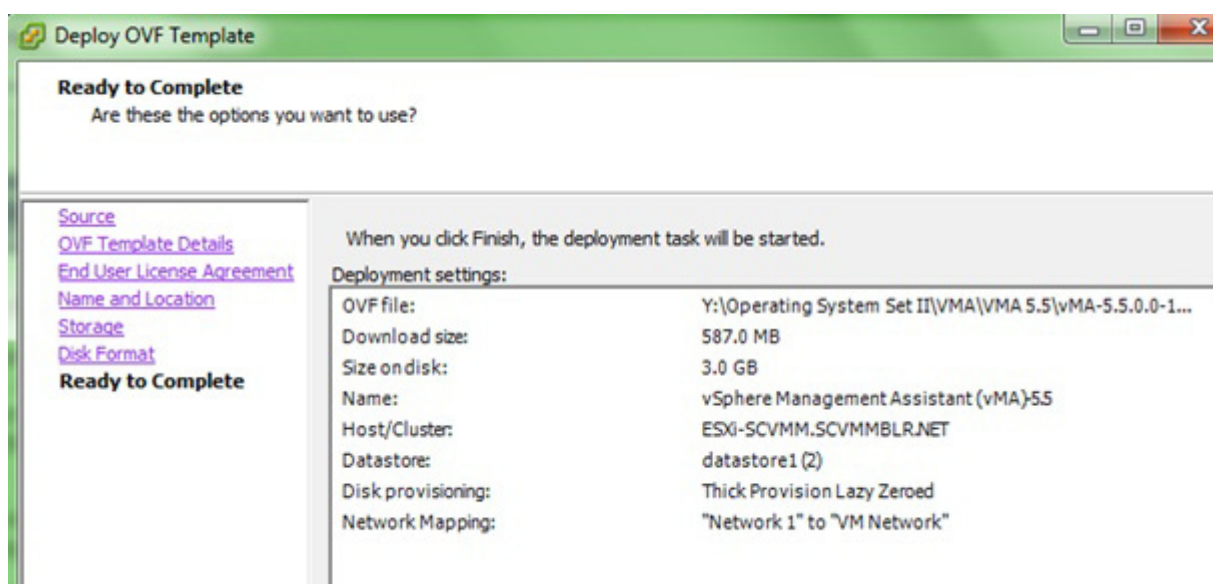 Deploy OVF Template
Ready to Complete
Are these the options you want to use?
Source
OVF Template Details
End User License Agreement
Name and Location
Storage
Disk Format
Ready to Complete
When you click Finish, the deployment task will be started.
Deployment settings:
OVF file: Y:\Operating System Set II\VMA\VMA 5.5\vMA-5.5.0.0-1...
Download size: 587.0 MB
Size on disk: 3.0 GB
Name: vSphere Management Assistant (vMA)-5.5
Host/Cluster: ESXi-SCVMM.SCVMMBLR.NET
Datastore: datastore1 (2)
Disk provisioning: Thick Provision Lazy Zeroed
Network Mapping: "Network 1" to "VM Network"